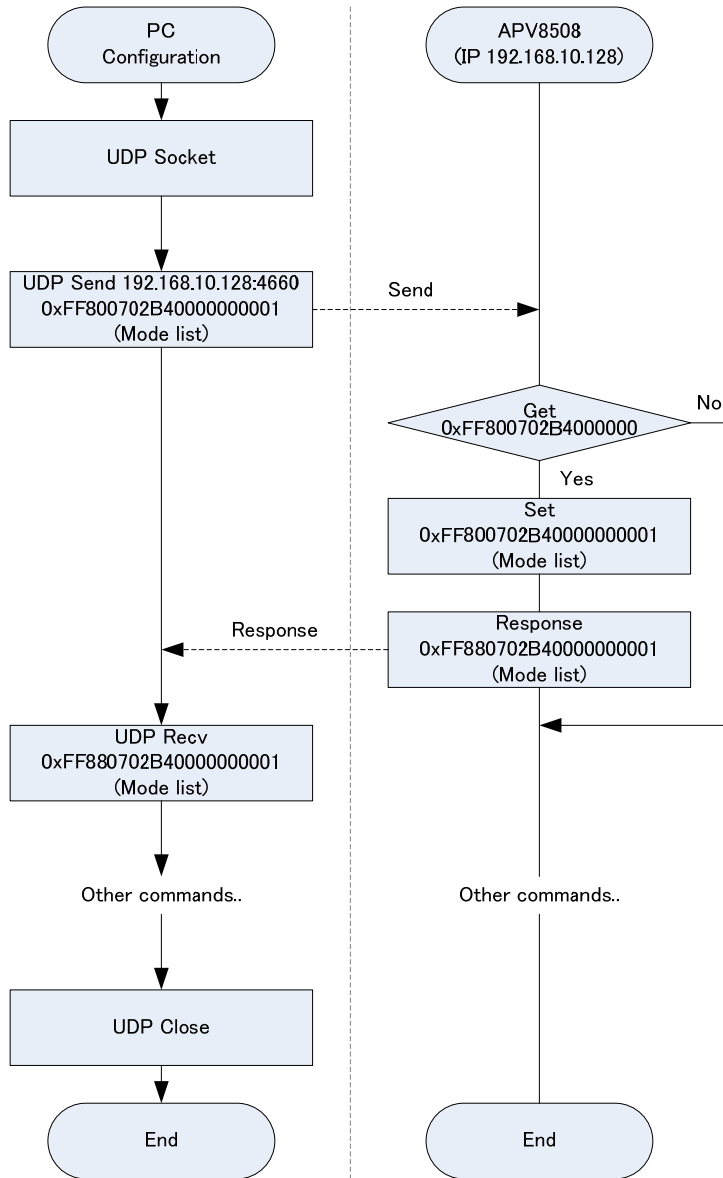 PC
Configuration
APV8508
(IP 192.168.10.128)
UDP Socket
UDP Send 192.168.10.128:4660
0xFF800702B40000000001
(Mode list)
Send
Get
0xFF800702B4000000
No
Yes
Set
0xFF800702B40000000001
(Mode list)
Response
Response
0xFF880702B40000000001
(Mode list)
UDP Recv
0xFF880702B40000000001
(Mode list)
Other commands..
Other commands..
UDP Close
End
End